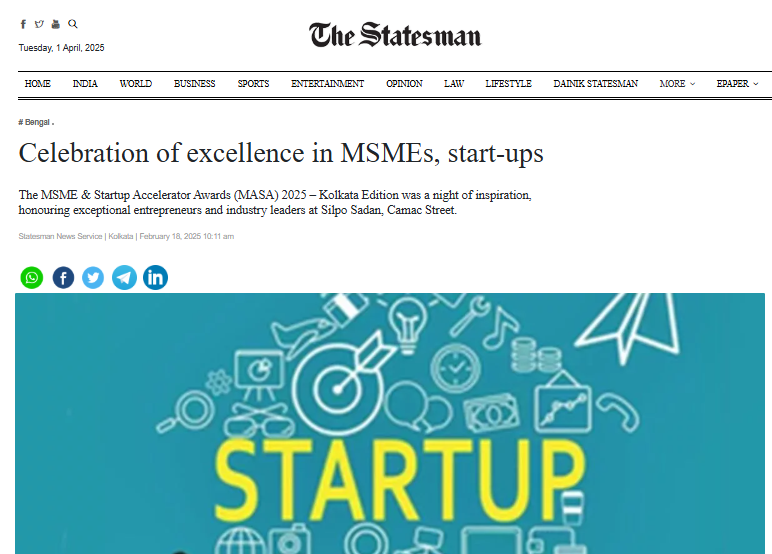 Tuesday, 1 April, 2025
The Statesman
HOME INDIA WORLD BUSINESS SPORTS ENTERTAINMENT OPINION LAW LIFESTYLE DAINIK STATESMAN MORE EPAPER
# Bengal .
Celebration of excellence in MSMEs, start-ups
The MSME & Startup Accelerator Awards (MASA) 2025 – Kolkata Edition was a night of inspiration,
honouring exceptional entrepreneurs and industry leaders at Silpo Sadan, Camac Street.
Statesman News Service | Kolkata | February 18, 2025 10:11 am
STARTUP